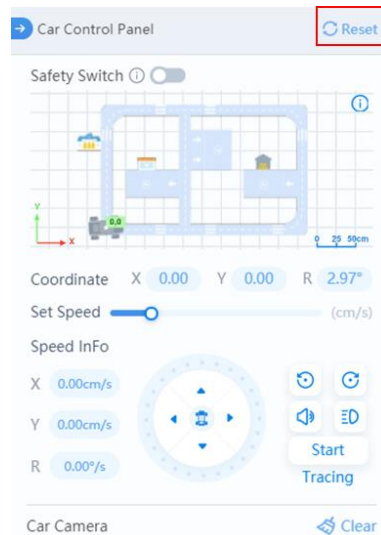 Car Control Panel
Reset
Safety Switch
Y
0,0
X
0 25 50cm
Coordinate X 0.00 Y 0.00 R 2.97°
Set Speed (cm/s)
Speed InFo
X 0.00cm/s
Y 0.00cm/s
R 0.00°/s
Start
Tracing
Car Camera
Clear